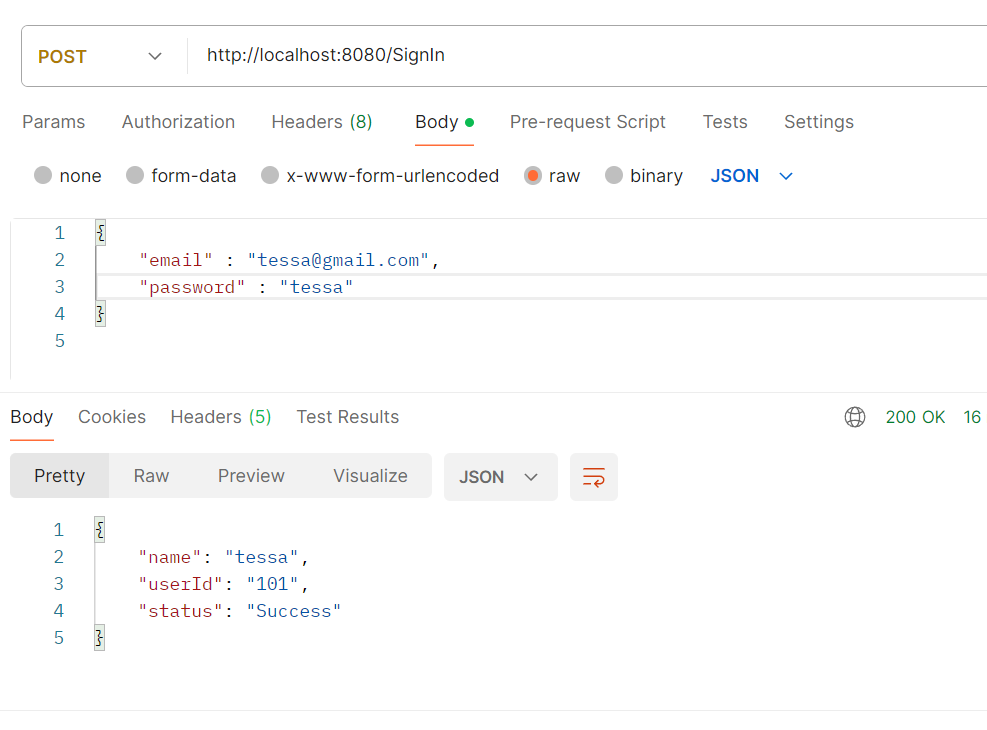 POST http://localhost:8080/SignIn
Params Authorization Headers (8) Body Pre-request Script Tests Settings
none form-data x-www-form-urlencoded raw binary JSON
1 {
2 "email" : "tessa@gmail.com",
3 "password" : "tessa"
4 }
5
Body Cookies Headers (5) Test Results 200 OK 16
Pretty Raw Preview Visualize JSON
1 {
2 "name": "tessa",
3 "userId": "101",
4 "status": "Success"
5 }